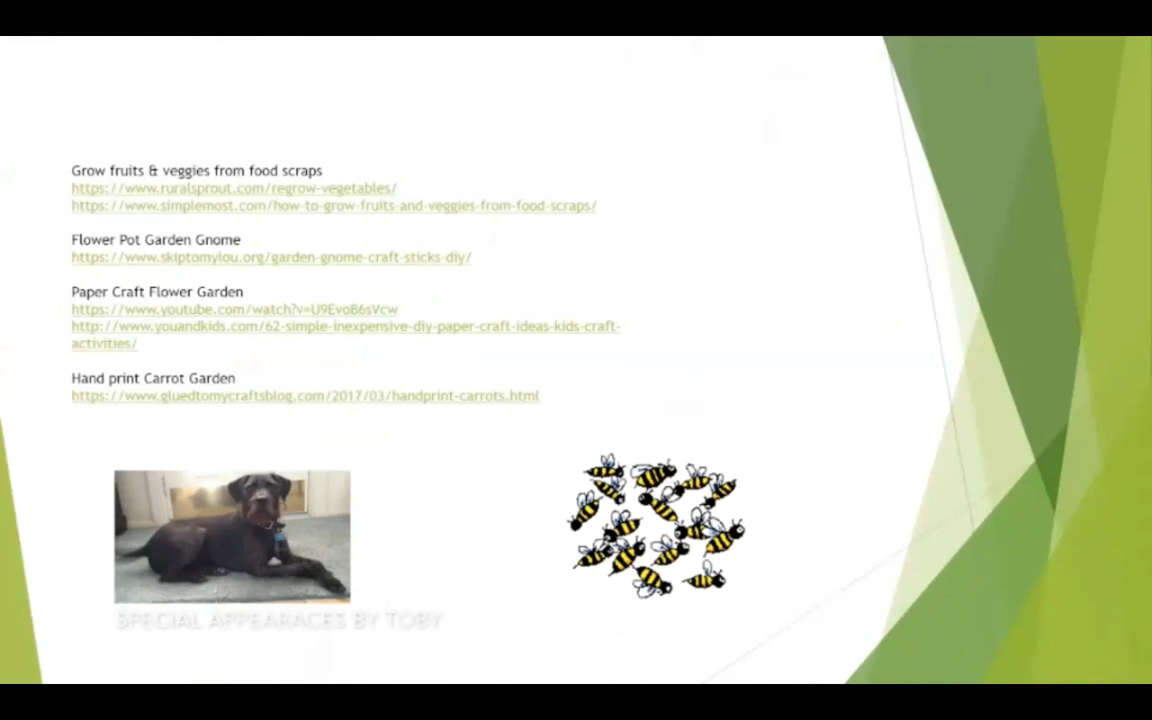 Grow fruits & veggies from food scraps
https://www.ruralsprout.com/regrow-vegetables/
https://www.simplemost.com/how-to-grow-fruits-and-veggies-from-food-scraps/
Flower Pot Garden Gnome
https://www.skiptomylou.org/garden-gnome-craft-sticks-diy/
Paper Craft Flower Garden
https://www.youtube.com/watch?v=U9EvoB6sVcw
http://www.youandkids.com/62-simple-inexpensive-diy-paper-craft-ideas-kids-craft-
activities/
Hand print Carrot Garden
https://www.gluedtomycraftsblog.com/2017/03/handprint-carrots.html
SPECIAL APPEARACES BY TOBY